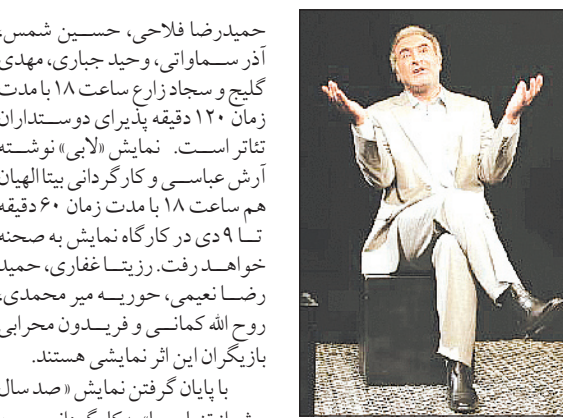 حمیدرضا فلاحی، حسین شمس،
آذر سماواتی، وحید جباری، مهدی
گلیج و سجاد زارع ساعت ۱۸ با مدت
زمان ۱۲۰ دقیقه پذیرای دوستداران
تئاتر است. نمایش «لابی» نوشته
آرش عباسی و کارگردانی بیتا الهیان
هم ساعت ۱۸ با مدت زمان ۶۰ دقیقه
تا ۹ دی در کارگاه نمایش به صحنه
خواهد رفت. رزیتا غفاری، حمید
رضا نعیمی، حوریه میر محمدی،
روح الله کمانی و فریدون محرابی
بازیگران این اثر نمایشی هستند.
با پایان گرفتن نمایش «صد سال